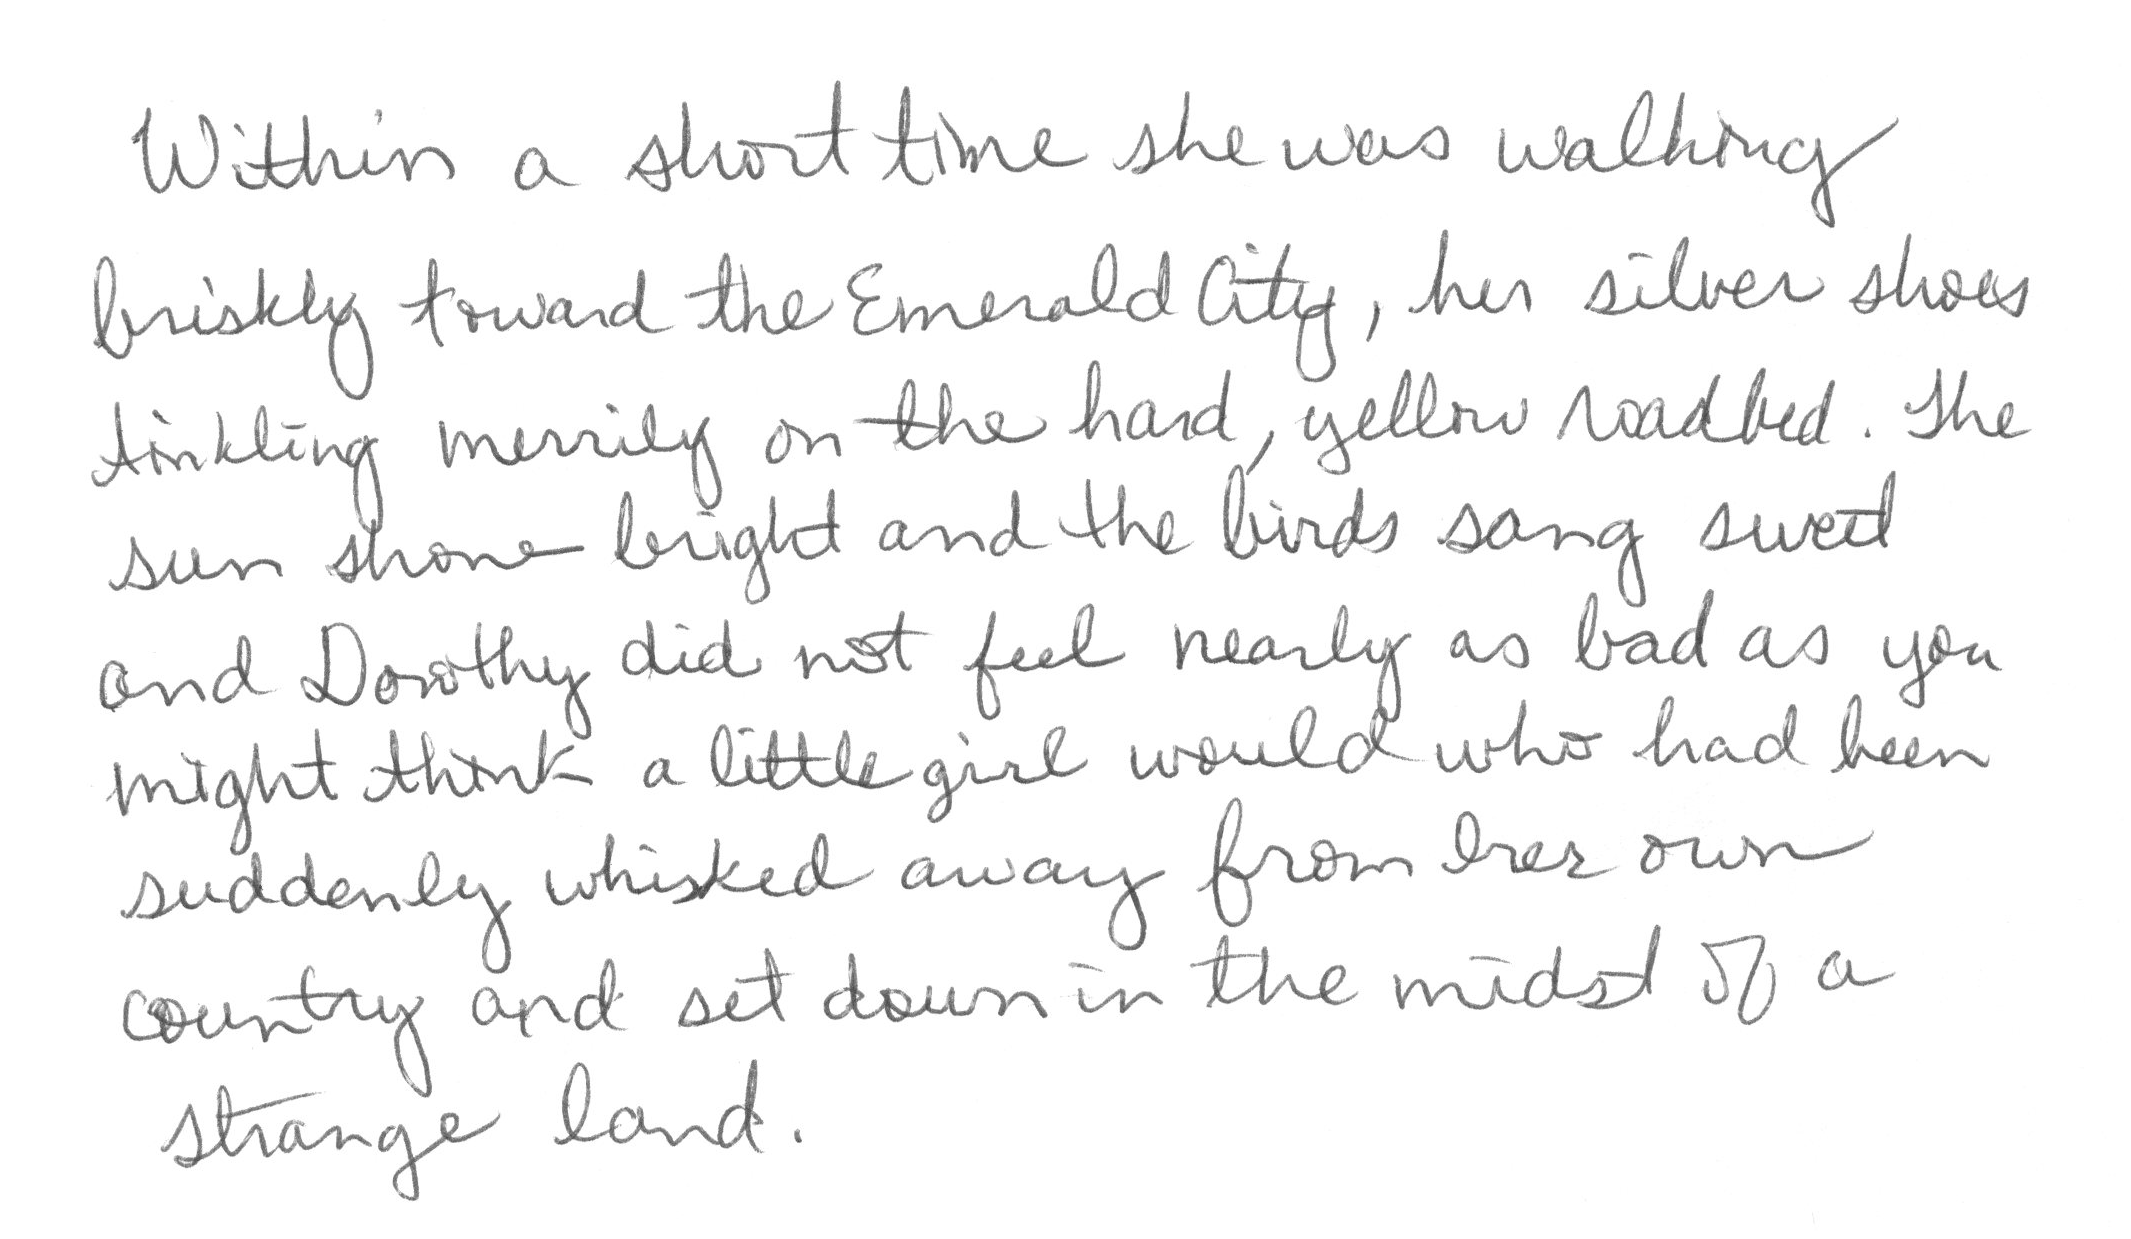 Within a short time she was walking
briskly toward the Emerald City, her silver shoes
tinkling merrily on the hard, yellow roadbed. The
sun shone bright and the birds sang sweet
and Dorothy did not feel nearly as bad as you
might think a little girl would who had been
suddenly whisked away from her own
country and set down in the midst of a
strange land.